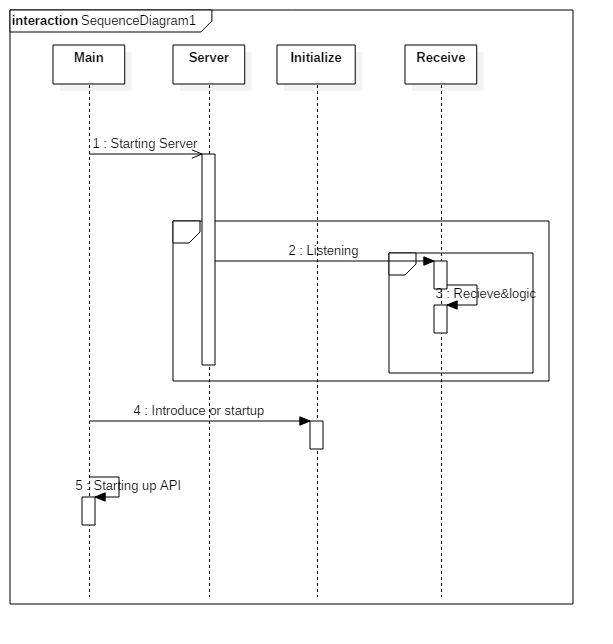 interaction SequenceDiagram1
Main
Server
Initialize
Receive
1 : Starting Server
2 : Listening
3 : Recieve&logic
4 : Introduce or startup
5 : Starting up API